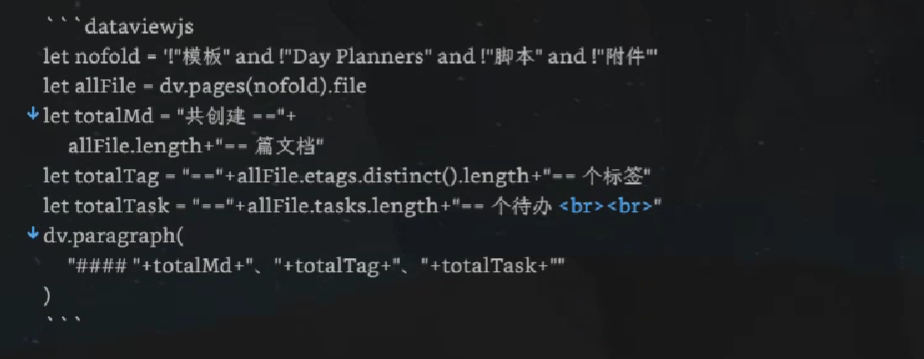 ```dataviewjs
let nofold = '!"模板" and !"Day Planners" and !"脚本" and !"附件"'
let allFile = dv.pages(nofold).file
let totalMd = "共创建 =="+
allFile.length+"== 篇文档"
let totalTag = "=="+allFile.etags.distinct().length+"== 个标签"
let totalTask = "=="+allFile.tasks.length+"== 个待办 <br><br>"
dv.paragraph(
"#### "+totalMd+"、"+totalTag+"、"+totalTask+""
)
```